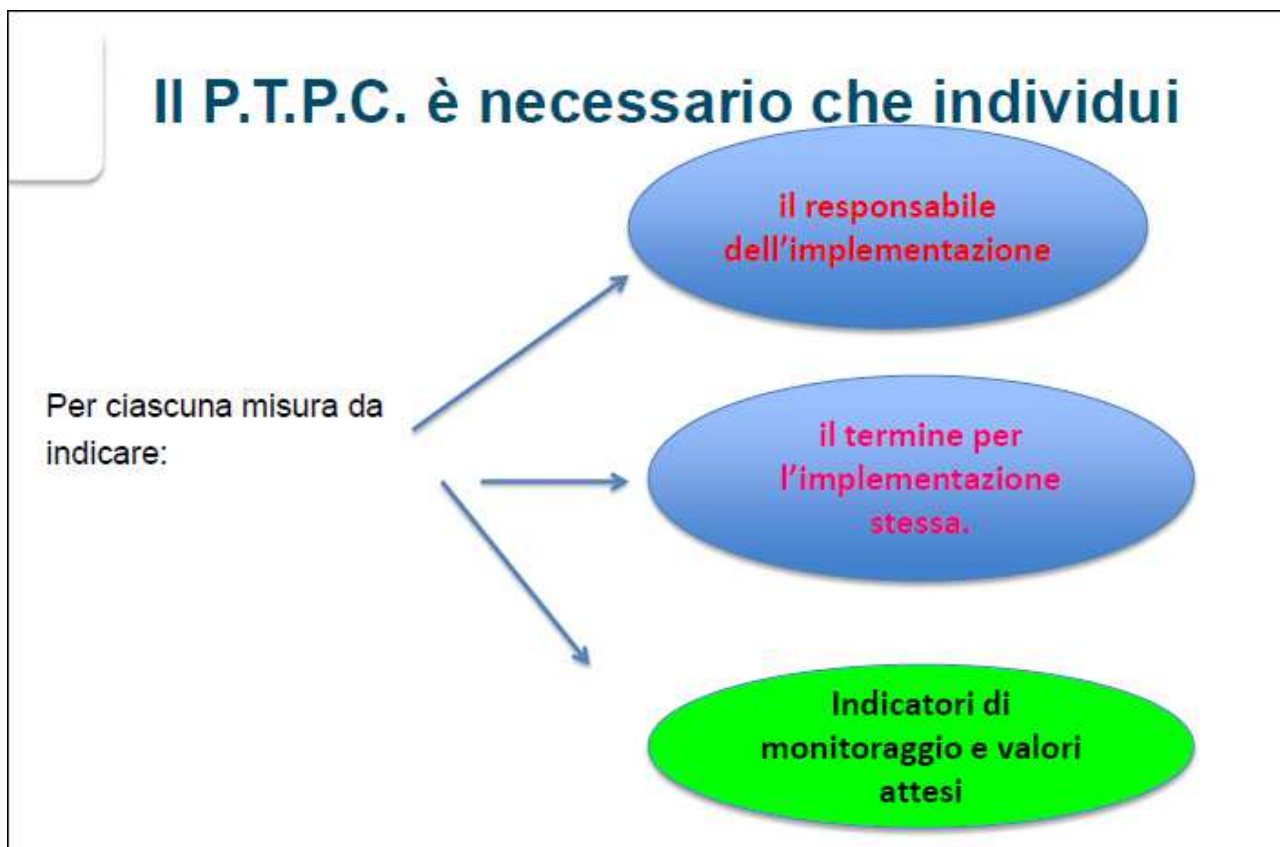 Il P.T.P.C. è necessario che individui
il responsabile
dell'implementazione
Per ciascuna misura da
indicare:
il termine per
l'implementazione
stessa.
Indicatori di
monitoraggio e valori
attesi